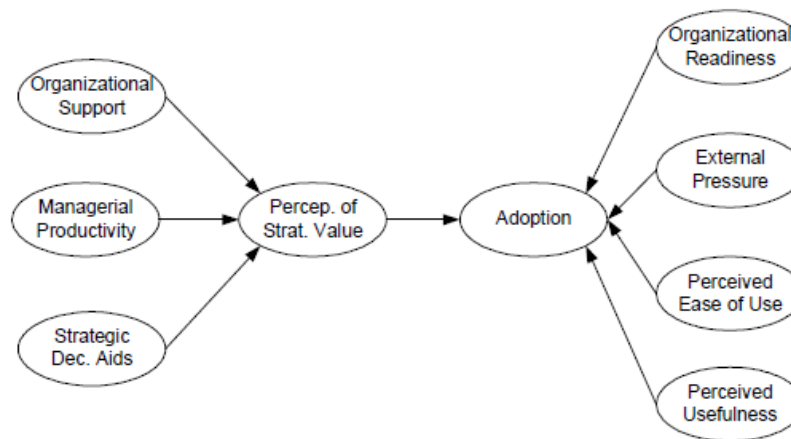 Organizational
Support
Managerial
Productivity
Strategic
Dec. Aids
Percep. of
Strat. Value
Adoption
Organizational
Readiness
External
Pressure
Perceived
Ease of Use
Perceived
Usefulness